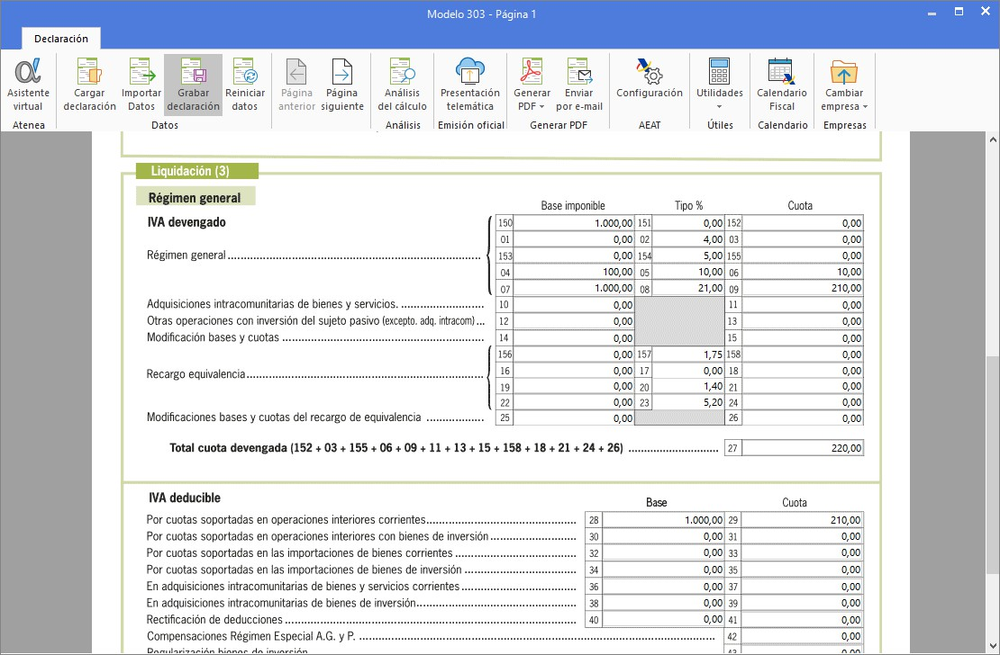 Modelo 303 - Página 1
Declaración
Asistente virtual
Cargar declaración
Importar Datos
Grabar declaración
Reiniciar datos
Página anterior
Página siguiente
Análisis del cálculo
Presentación telemática
Generar PDF
Enviar por e-mail
Configuración
Utilidades
Calendario Fiscal
Cambiar empresa
Atenea Datos Análisis Emisión oficial Generar PDF AEAT Útiles Calendario Empresas
Liquidación (3)
Régimen general
Base imponible Tipo % Cuota
IVA devengado
150 1.000,00 151 0,00 152 0,00
01 0,00 02 4,00 03 0,00
Régimen general 153 0,00 154 5,00 155 0,00
04 100,00 05 10,00 06 10,00
07 1.000,00 08 21,00 09 210,00
Adquisiciones intracomunitarias de bienes y servicios. 10 0,00 11 0,00
Otras operaciones con inversión del sujeto pasivo (excepto. adq. intracom) 12 0,00 13 0,00
Modificación bases y cuotas 14 0,00 15 0,00
156 0,00 157 1,75 158 0,00
Recargo equivalencia 16 0,00 17 0,00 18 0,00
19 0,00 20 1,40 21 0,00
22 0,00 23 5,20 24 0,00
Modificaciones bases y cuotas del recargo de equivalencia 25 0,00 26 0,00
Total cuota devengada (152 + 03 + 155 + 06 + 09 + 11 + 13 + 15 + 158 + 18 + 21 + 24 + 26) 27 220,00
IVA deducible
Base Cuota
Por cuotas soportadas en operaciones interiores corrientes 28 1.000,00 29 210,00
Por cuotas soportadas en operaciones interiores con bienes de inversión 30 0,00 31 0,00
Por cuotas soportadas en las importaciones de bienes corrientes 32 0,00 33 0,00
Por cuotas soportadas en las importaciones de bienes de inversión 34 0,00 35 0,00
En adquisiciones intracomunitarias de bienes y servicios corrientes 36 0,00 37 0,00
En adquisiciones intracomunitarias de bienes de inversión 38 0,00 39 0,00
Rectificación de deducciones 40 0,00 41 0,00
Compensaciones Régimen Especial A.G. y P. 42 0,00
Regularización bienes de inversión 43 0,00